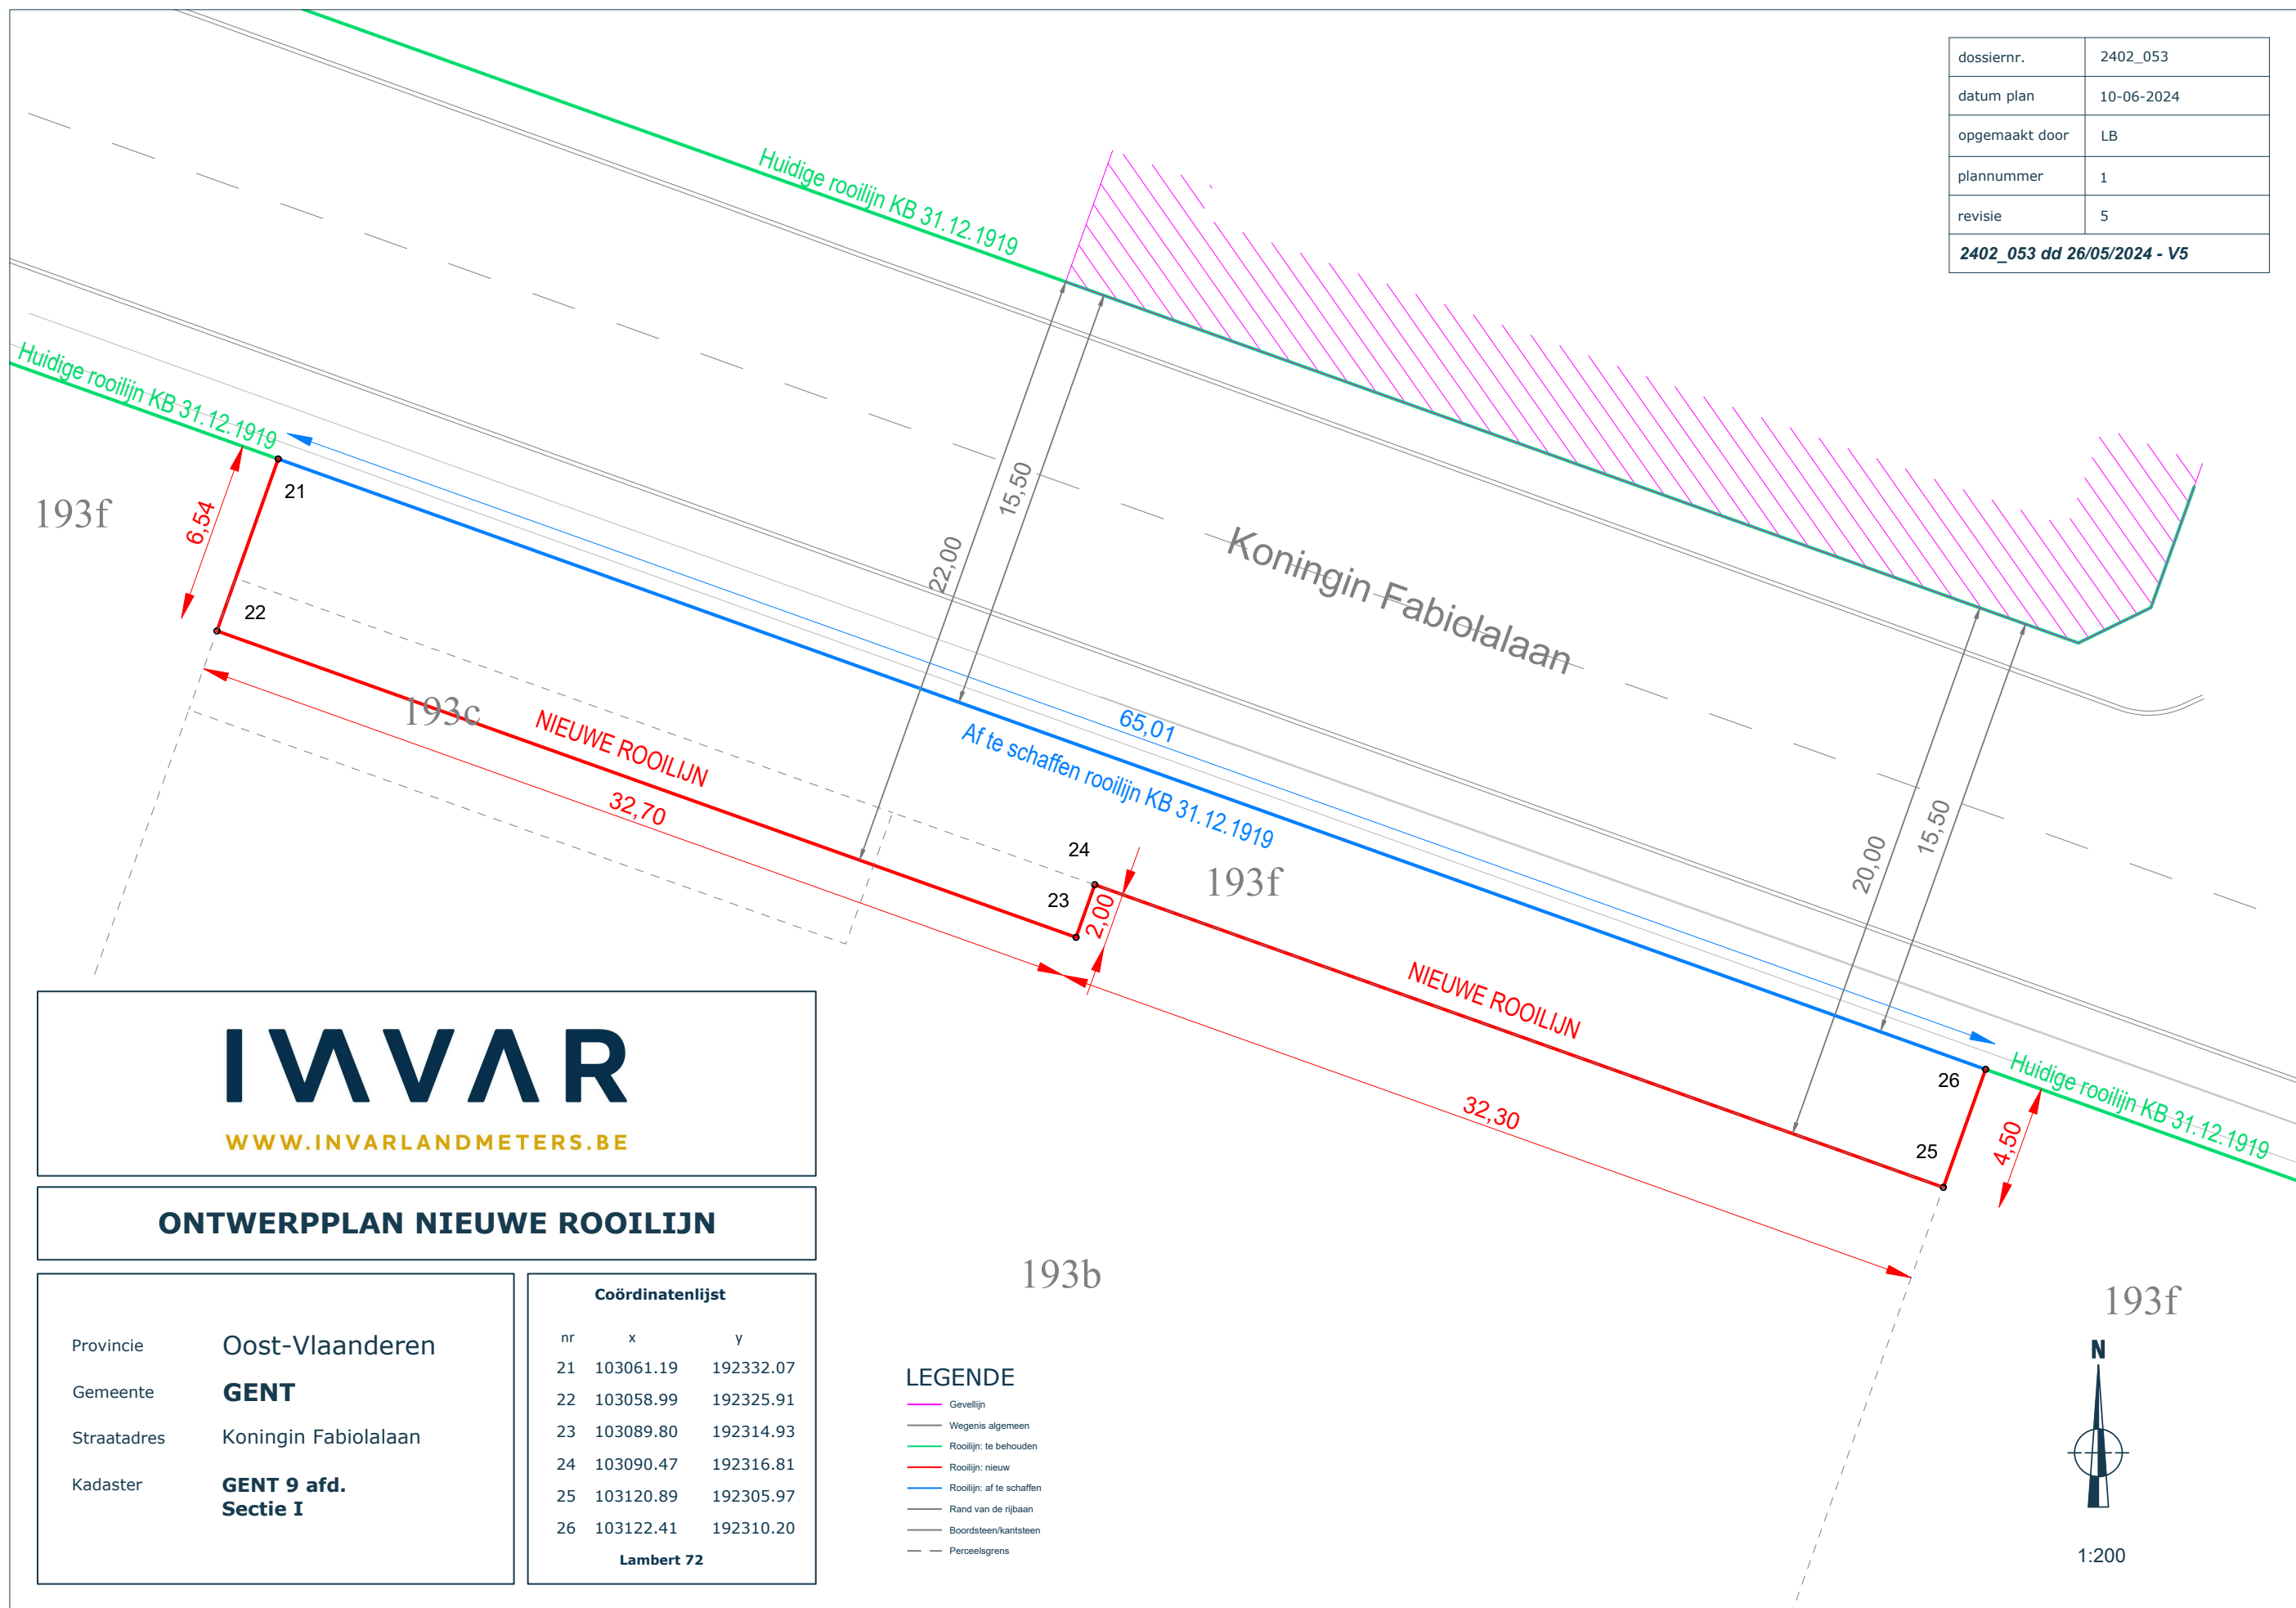 dossiernr. 2402_053
datum plan 10-06-2024
opgemaakt door LB
plannummer 1
revisie 5
2402_053 dd 26/05/2024 - V5
Huidige rooilijn KB 31.12.1919
Huidige rooilijn KB 31.12.1919
193f
6,54
21
22
15,50
22,00
Koningin Fabiolalaan
193c
NIEUWE ROOILIJN
32,70
65,01
Af te schaffen rooilijn KB 31.12.1919
24
23
2,00
193f
15,50
20,00
NIEUWE ROOILIJN
32,30
26
25
Huidige rooilijn KB 31.12.1919
4,50
193b
193f
INVAR
WWW.INVARLANDMETERS.BE
ONTWERPPLAN NIEUWE ROOILIJN
Provincie Oost-Vlaanderen
Gemeente GENT
Straatadres Koningin Fabiolalaan
Kadaster GENT 9 afd.
Sectie I
Coördinatenlijst
nr x y
21 103061.19 192332.07
22 103058.99 192325.91
23 103089.80 192314.93
24 103090.47 192316.81
25 103120.89 192305.97
26 103122.41 192310.20
Lambert 72
LEGENDE
Gevellijn
Wegenis algemeen
Rooilijn: te behouden
Rooilijn: nieuw
Rooilijn: af te schaffen
Rand van de rijbaan
Boordsteen/kantsteen
Perceelsgrens
N
1:200